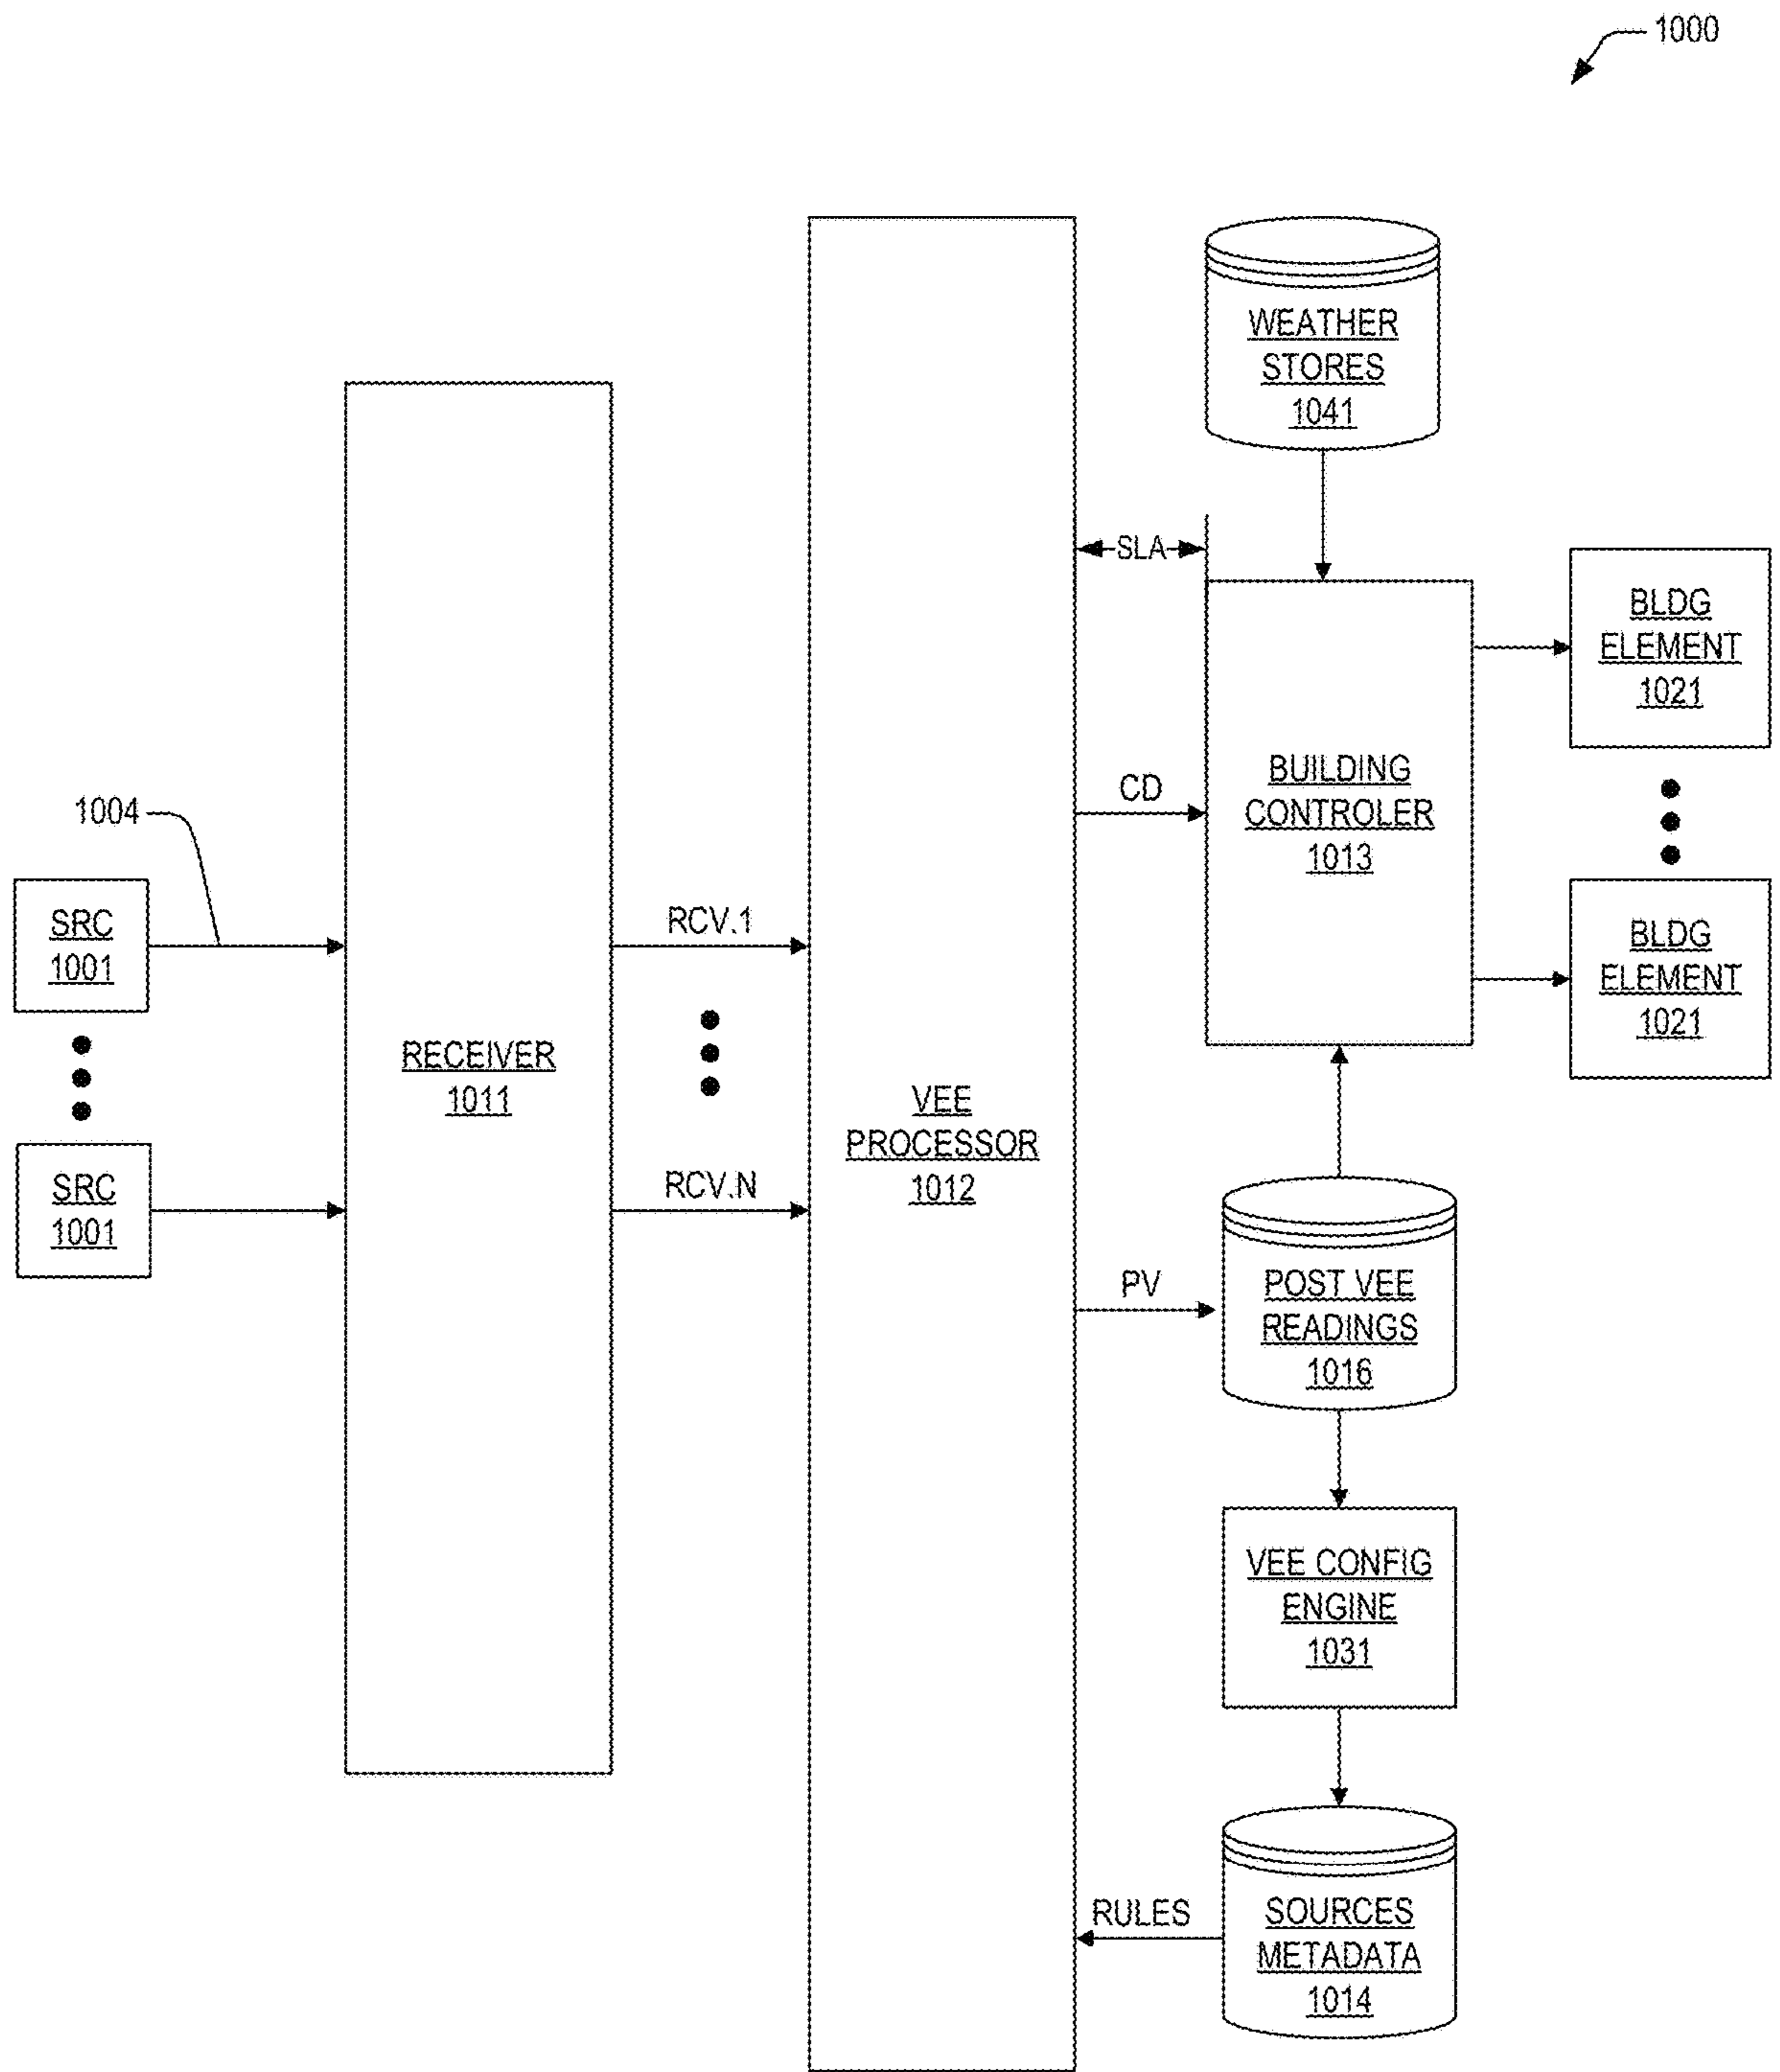 1000
WEATHER
STORES
1041
SLA
BLDG
ELEMENT
1021
BUILDING
CONTROLER
1013
CD
1004
SRC
1001
RCV.1
BLDG
ELEMENT
1021
RECEIVER
1011
VEE
PROCESSOR
1012
SRC
1001
RCV.N
PV
POST VEE
READINGS
1016
VEE CONFIG
ENGINE
1031
RULES
SOURCES
METADATA
1014